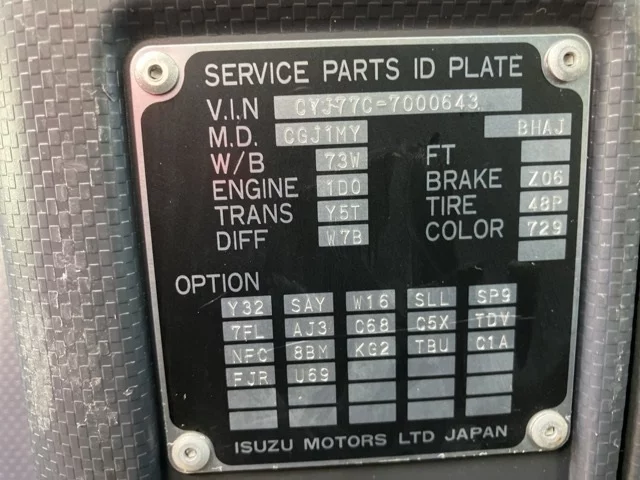 SERVICE PARTS ID PLATE
V.I.N CYJ77C-7000643
M.D. CGJ1MY BHAJ
W/B 73W FT
ENGINE 1D0 BRAKE Z06
TRANS Y5T TIRE 48P
DIFF W7B COLOR 729
OPTION
Y32 SAY W16 SLL SP9
7FL AJ3 C68 C5X TDV
NFC 8BM KG2 TBU C1A
FJR U69
ISUZU MOTORS LTD JAPAN